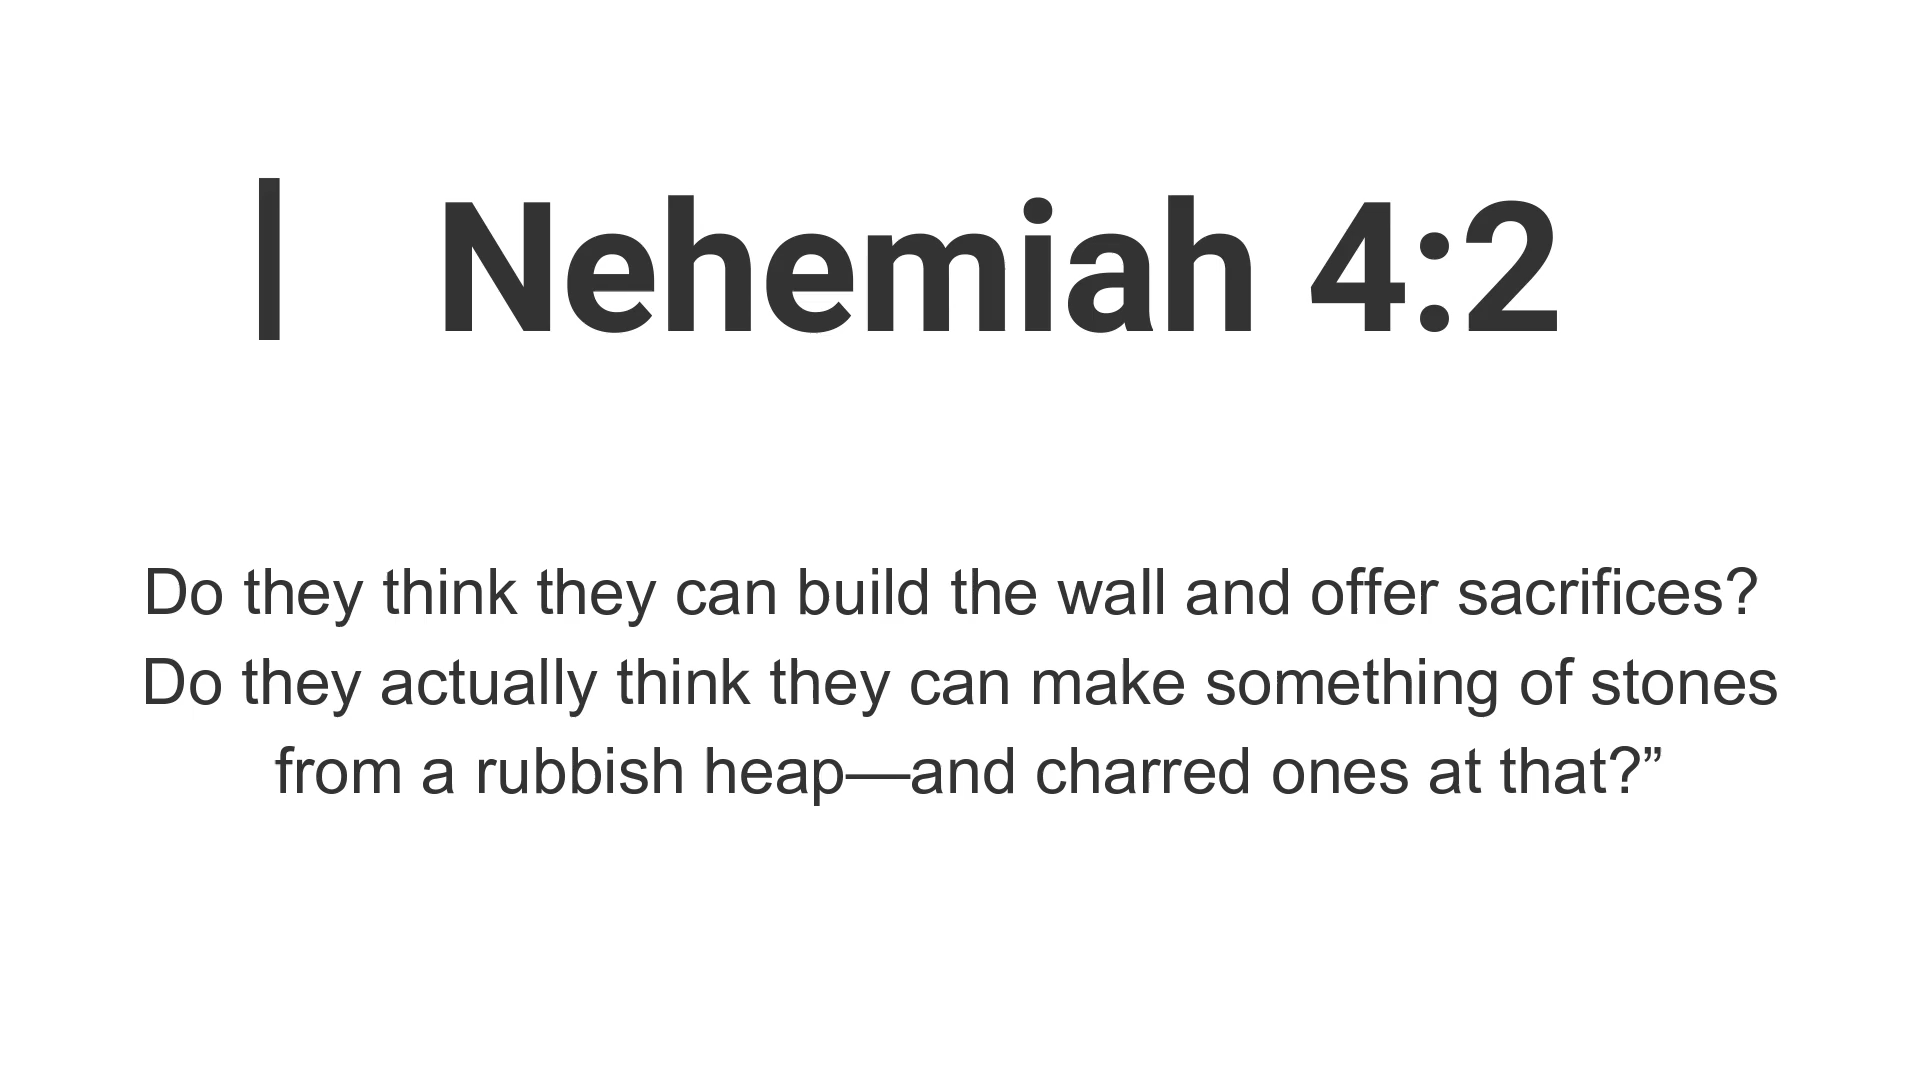 | Nehemiah 4:2
Do they think they can build the wall and offer sacrifices?
Do they actually think they can make something of stones
from a rubbish heap—and charred ones at that?”